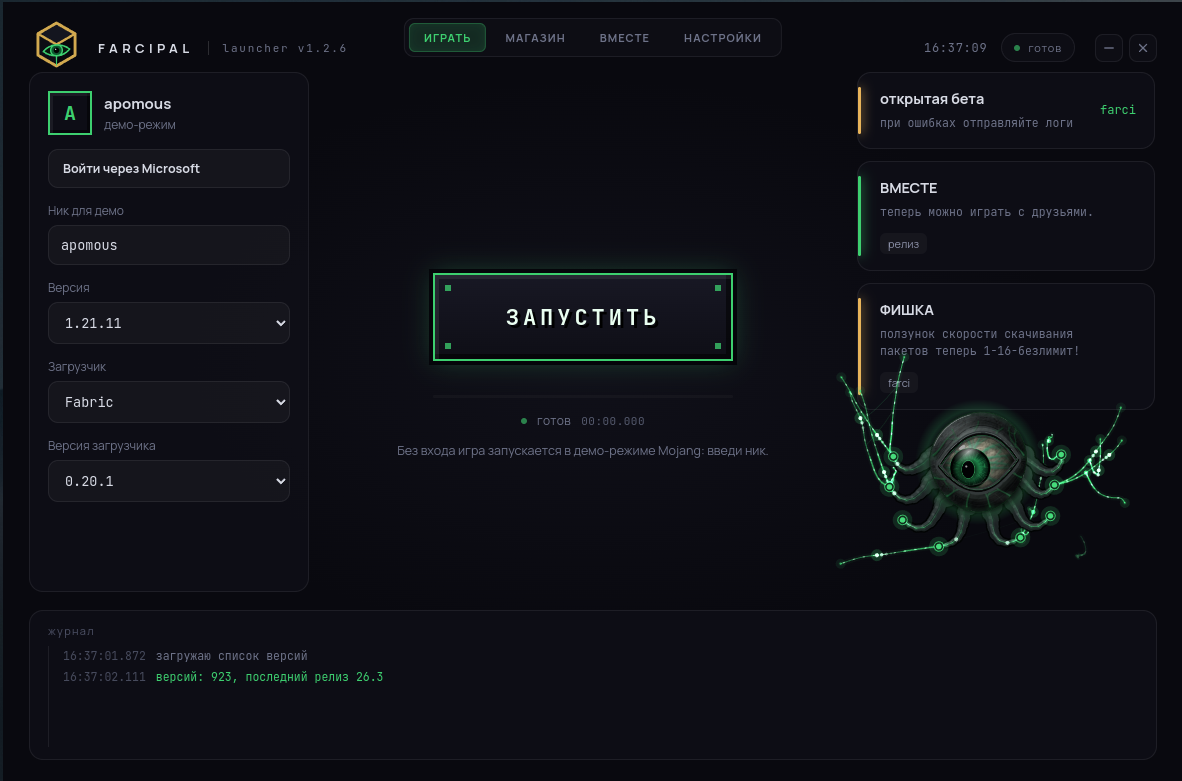 FARCIPAL
launcher v1.2.6
ИГРАТЬ
МАГАЗИН
ВМЕСТЕ
НАСТРОЙКИ
16:37:09
готов
A
apomous
демо-режим
Войти через Microsoft
Ник для демо
apomous
Версия
1.21.11
Загрузчик
Fabric
Версия загрузчика
0.20.1
ЗАПУСТИТЬ
готов 00:00.000
Без входа игра запускается в демо-режиме Mojang: введи ник.
открытая бета
при ошибках отправляйте логи
farci
ВМЕСТЕ
теперь можно играть с друзьями.
релиз
ФИШКА
ползунок скорости скачивания
пакетов теперь 1-16-безлимит!
farci
журнал
16:37:01.872 загружаю список версий
16:37:02.111 версий: 923, последний релиз 26.3